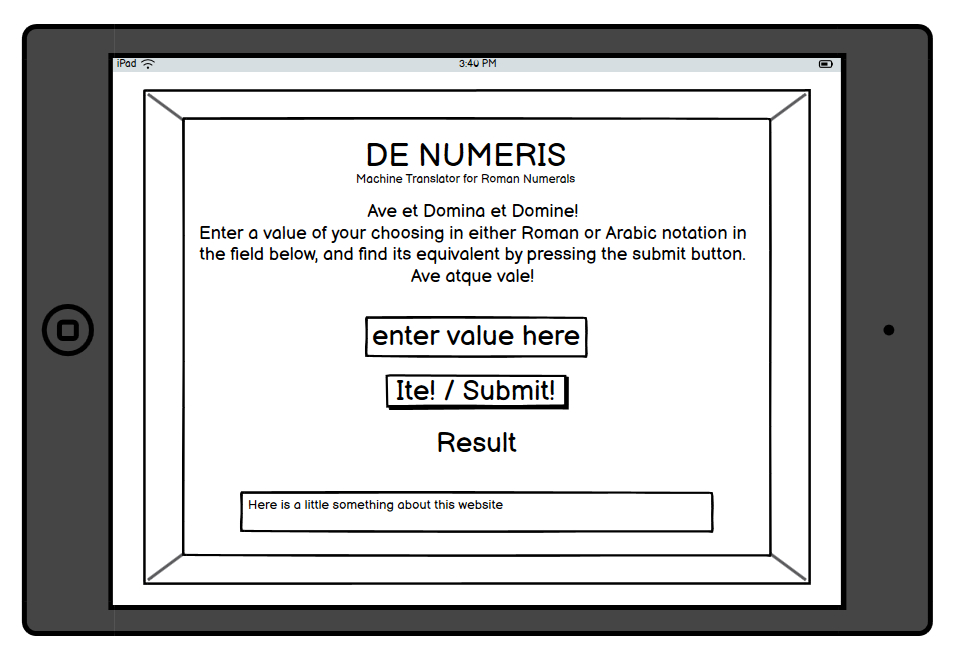 iPad 3:40 PM
DE NUMERIS
Machine Translator for Roman Numerals
Ave et Domina et Domine!
Enter a value of your choosing in either Roman or Arabic notation in
the field below, and find its equivalent by pressing the submit button.
Ave atque vale!
enter value here
Ite! / Submit!
Result
Here is a little something about this website